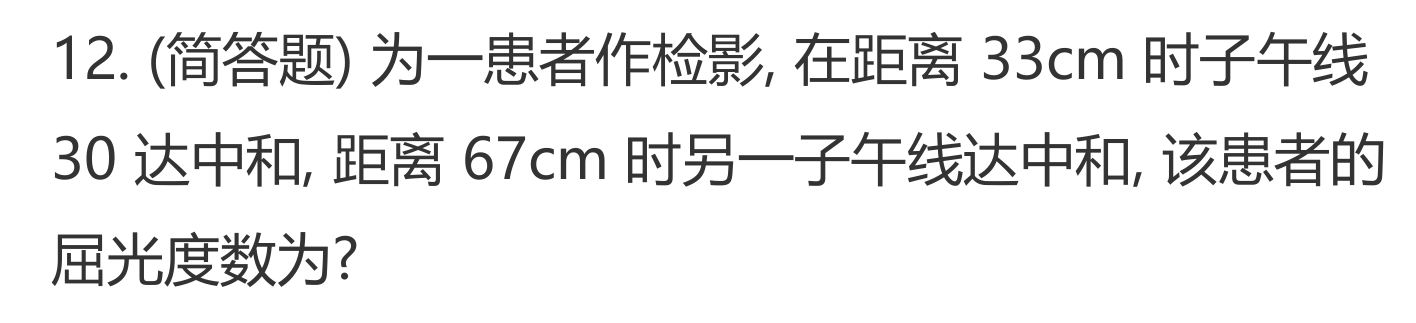 12. (简答题) 为一患者作检影, 在距离 33cm 时子午线
30 达中和, 距离 67cm 时另一子午线达中和, 该患者的
屈光度数为?